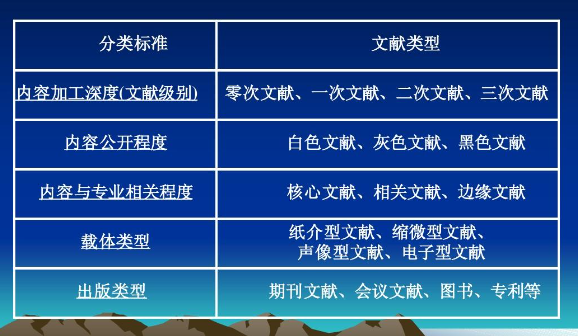 分类标准
文献类型
内容加工深度(文献级别)
零次文献、一次文献、二次文献、三次文献
内容公开程度
白色文献、灰色文献、黑色文献
内容与专业相关程度
核心文献、相关文献、边缘文献
载体类型
纸介型文献、缩微型文献、
声像型文献、电子型文献
出版类型
期刊文献、会议文献、图书、专利等